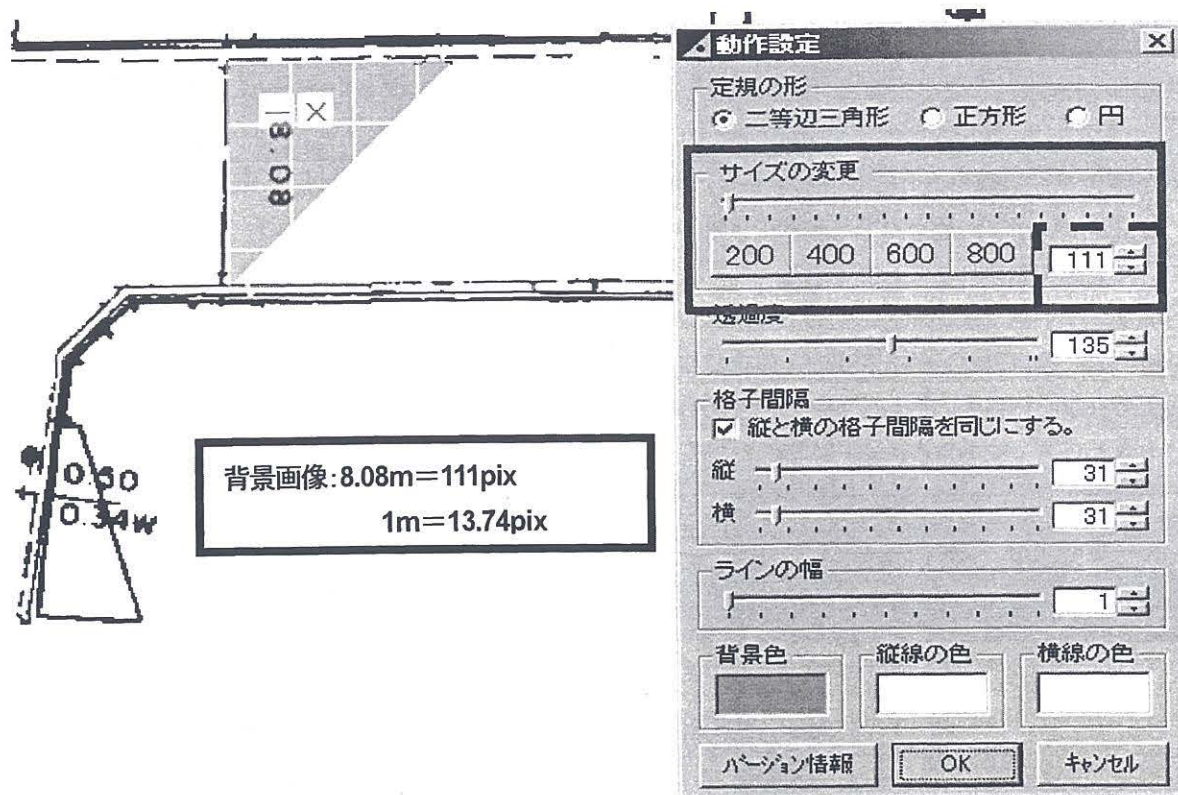 8.08
0.60
0.34w
背景画像:8.08m=111pix
1m=13.74pix
動作設定
定規の形
二等辺三角形 正方形 円
サイズの変更
200 400 600 800 111
透過度
135
格子間隔
縦と横の格子間隔を同じにする。
縦 31
横 31
ラインの幅
1
背景色 縦線の色 横線の色
バージョン情報 OK キャンセル